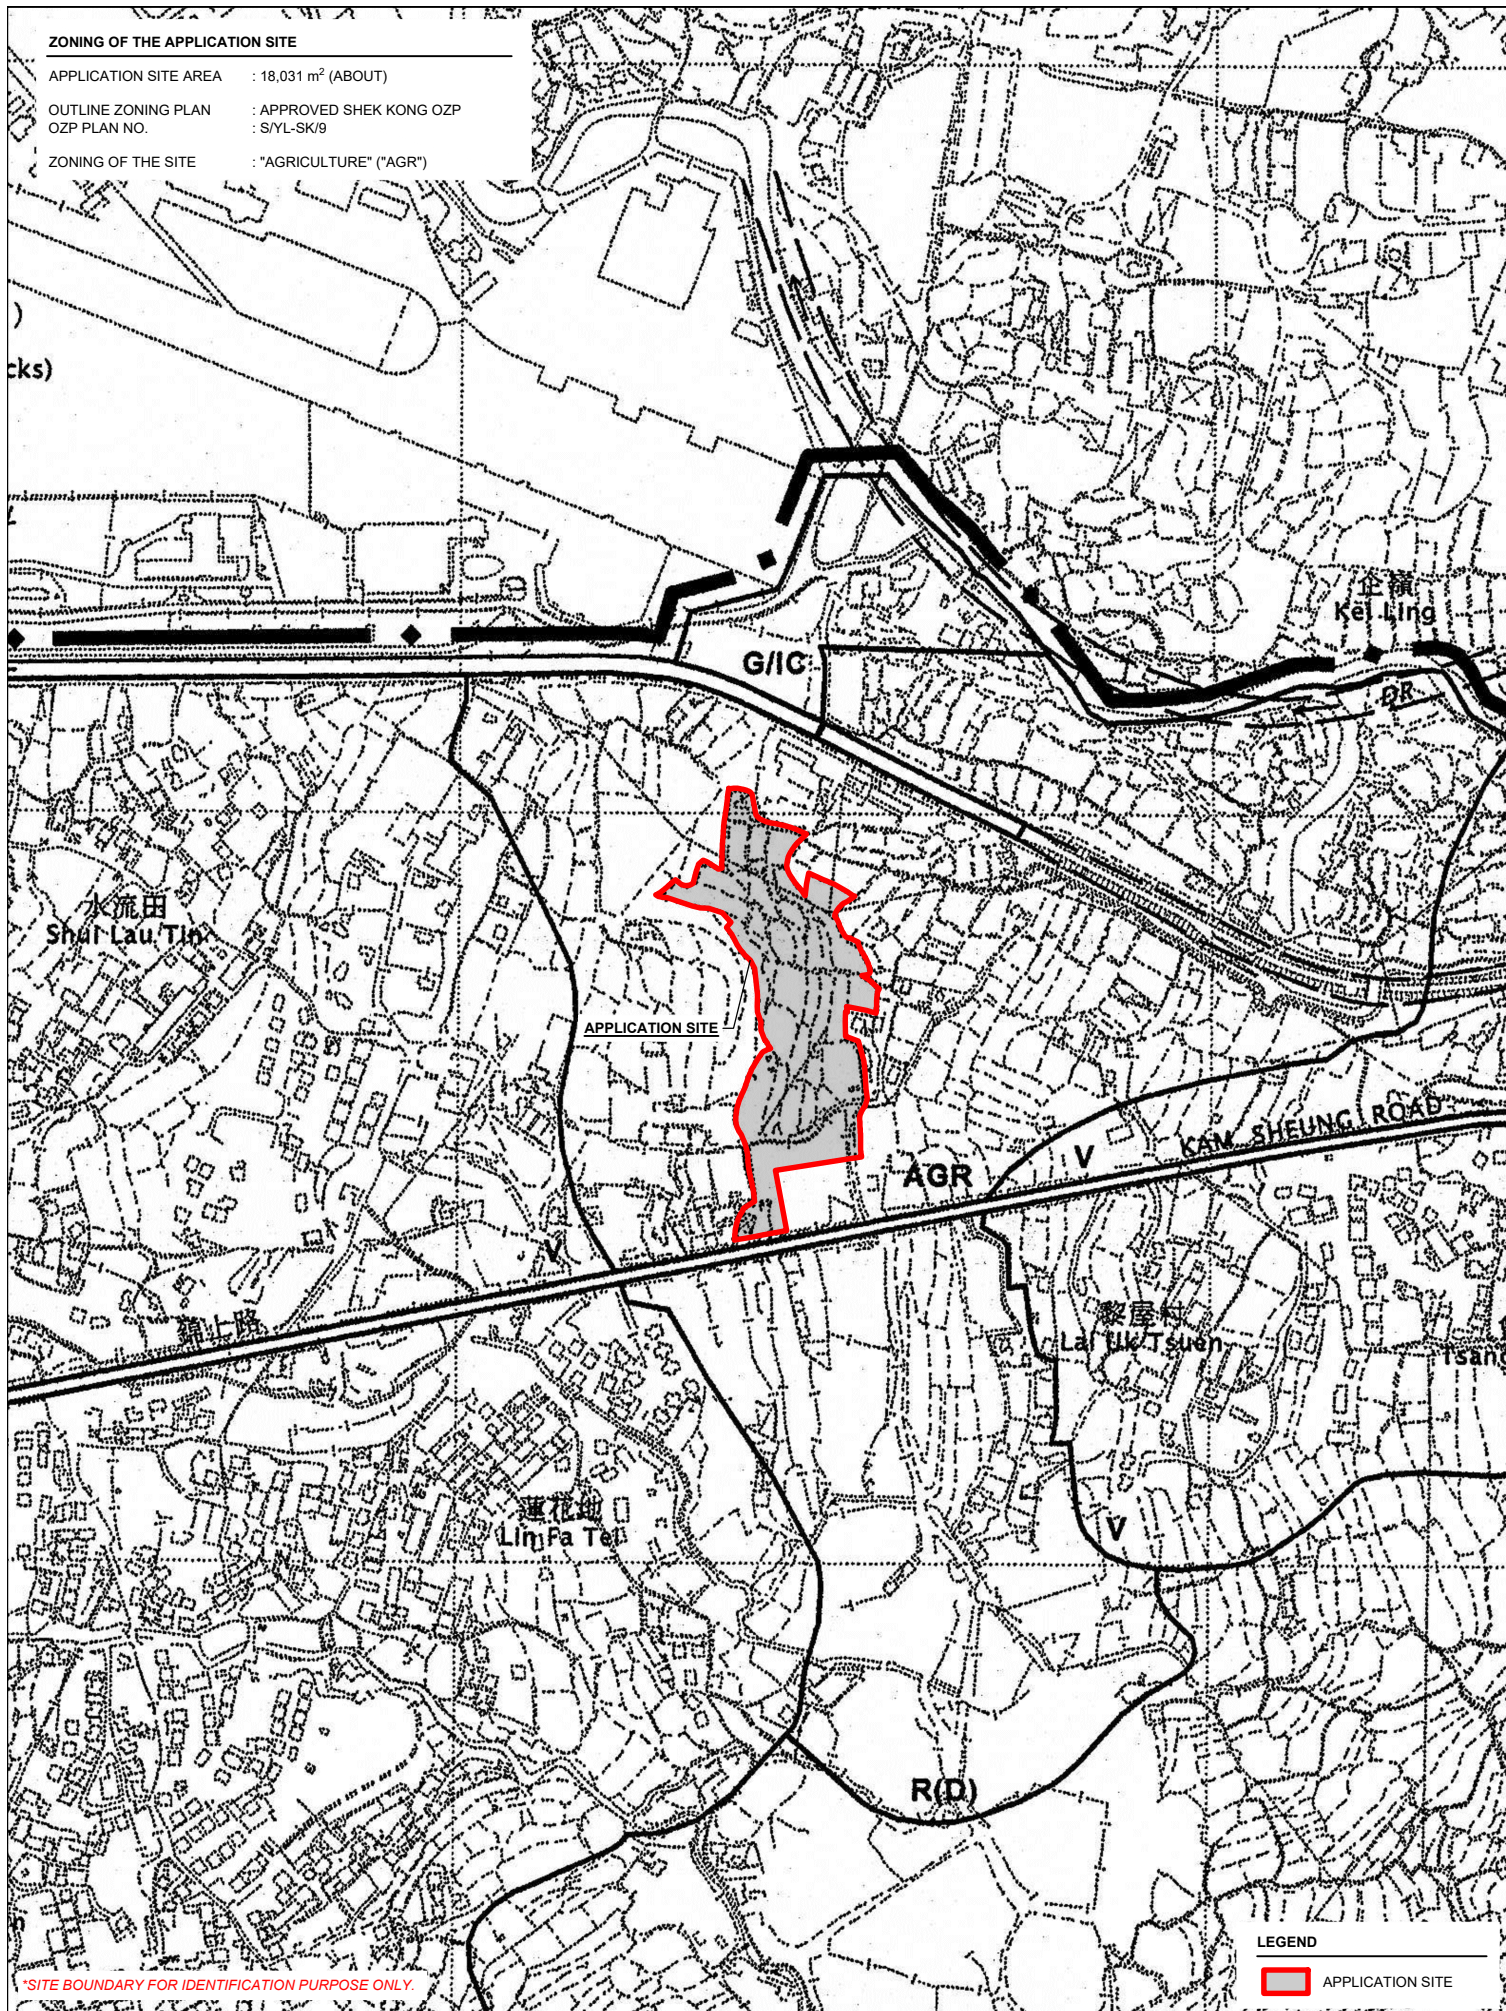 ZONING OF THE APPLICATION SITE
APPLICATION SITE AREA : 18,031 m² (ABOUT)
OUTLINE ZONING PLAN : APPROVED SHEK KONG OZP
OZP PLAN NO. : S/YL-SK/9
ZONING OF THE SITE : "AGRICULTURE" ("AGR")
)
cks)
企嶺
Kei Ling
G/IC
DR
水流田
Shui Lau Tin
APPLICATION SITE
KAM SHEUNG ROAD
V
AGR
V
錦上路
黎屋村
Lai Uk Tsuen
Tsang
蓮花地
Lin Fa Tei
V
R(D)
n
LEGEND
APPLICATION SITE
*SITE BOUNDARY FOR IDENTIFICATION PURPOSE ONLY.